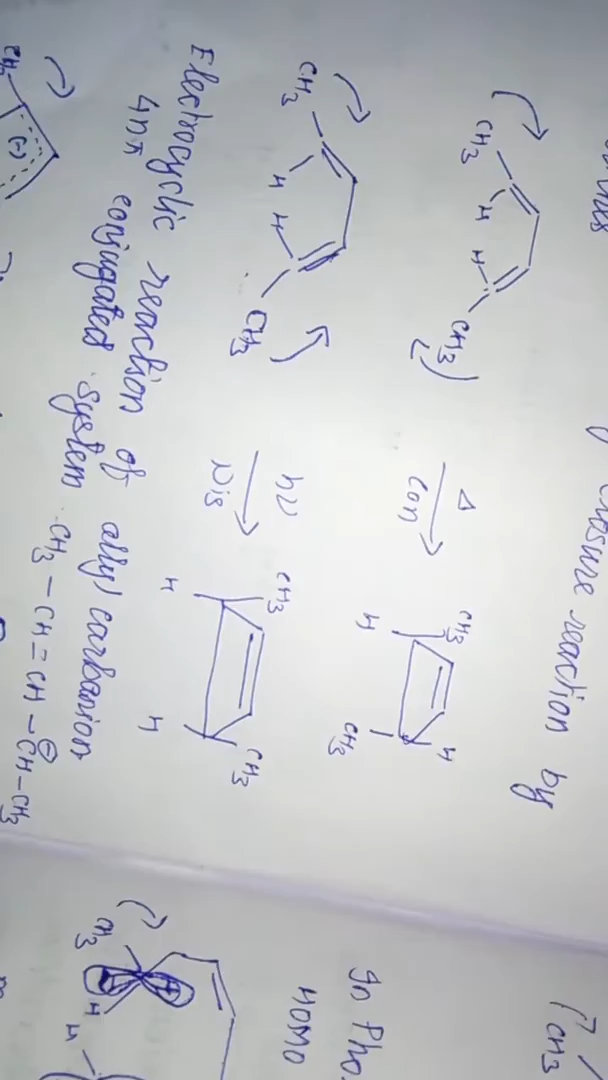 closure reaction by
CH3
H
H
CH3
Δ
Con
CH3
H
H
CH3
CH3
H
H
CH3
hν
Dis
CH3
H
H
CH3
Electrocyclic reaction of allyl carbanion
4nπ conjugated system CH3 – CH = CH – CH – CH3
⊖
CH3
(-)
CH3
In Pho.
HOMO
CH3
H
H